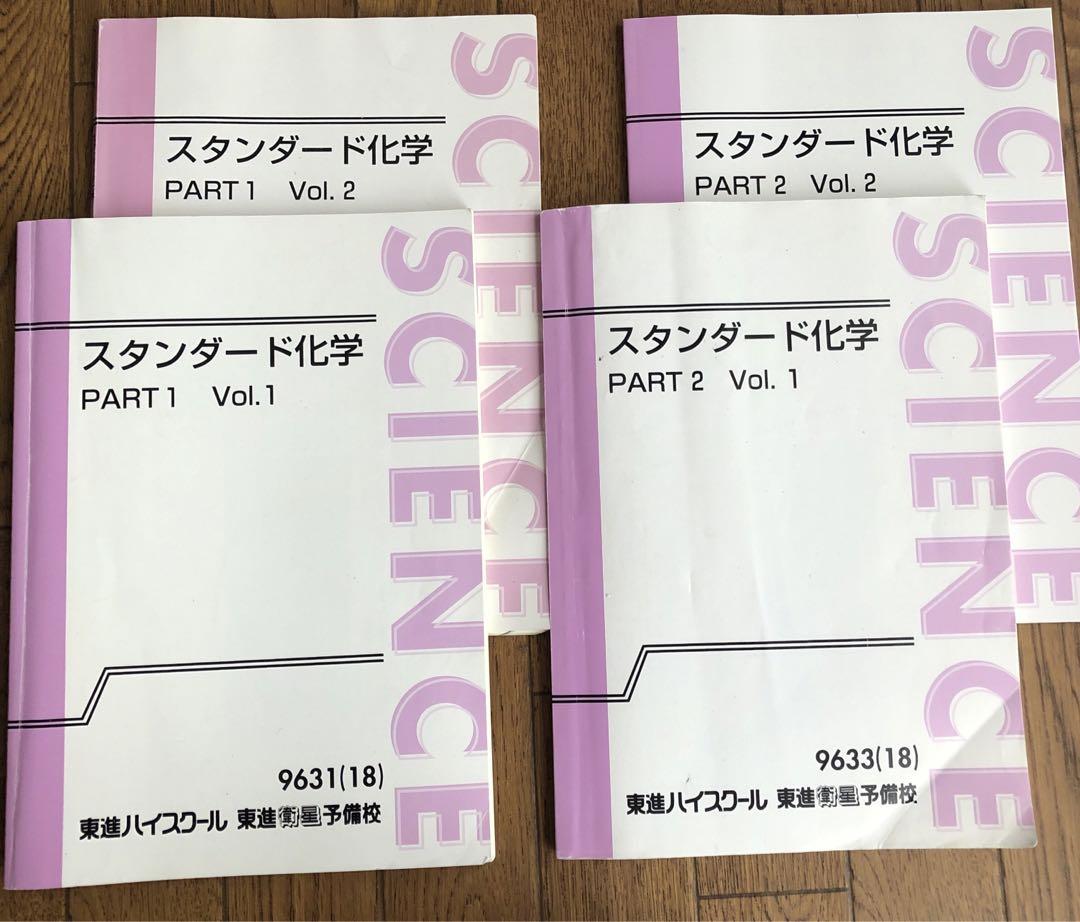 スタンダード化学
PART 1 Vol. 2
SCIENCE
スタンダード化学
PART 2 Vol. 2
SCIENCE
スタンダード化学
PART 1 Vol. 1
SCIENCE
9631(18)
東進ハイスクール 東進衛星予備校
スタンダード化学
PART 2 Vol. 1
SCIENCE
9633(18)
東進ハイスクール 東進衛星予備校